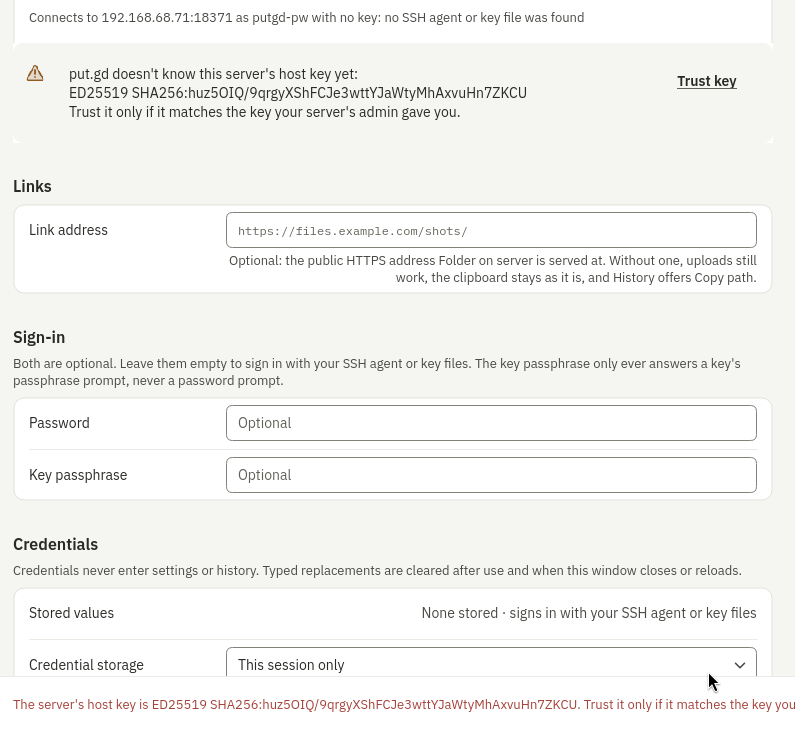 Connects to 192.168.68.71:18371 as putgd-pw with no key: no SSH agent or key file was found
put.gd doesn't know this server's host key yet:
ED25519 SHA256:huz5OIQ/9qrgyXShFCJe3wttYJaWtyMhAxvuHn7ZKCU
Trust it only if it matches the key your server's admin gave you.
Trust key
Links
Link address
https://files.example.com/shots/
Optional: the public HTTPS address Folder on server is served at. Without one, uploads still
work, the clipboard stays as it is, and History offers Copy path.
Sign-in
Both are optional. Leave them empty to sign in with your SSH agent or key files. The key passphrase only ever answers a key's
passphrase prompt, never a password prompt.
Password
Optional
Key passphrase
Optional
Credentials
Credentials never enter settings or history. Typed replacements are cleared after use and when this window closes or reloads.
Stored values
None stored · signs in with your SSH agent or key files
Credential storage
This session only
The server's host key is ED25519 SHA256:huz5OIQ/9qrgyXShFCJe3wttYJaWtyMhAxvuHn7ZKCU. Trust it only if it matches the key you